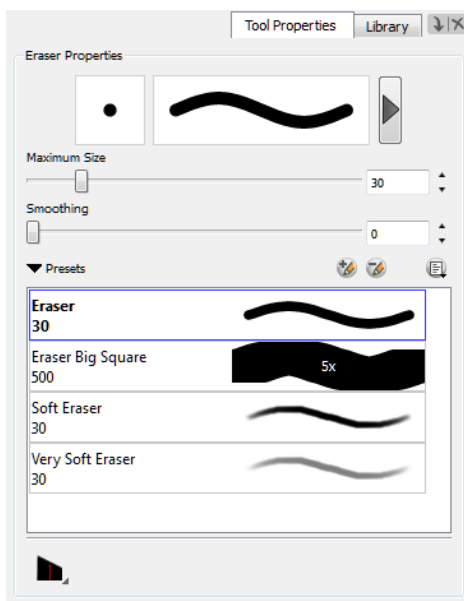 Tool Properties
Library
Eraser Properties
Maximum Size
30
Smoothing
0
Presets
Eraser
30
Eraser Big Square
500
5x
Soft Eraser
30
Very Soft Eraser
30